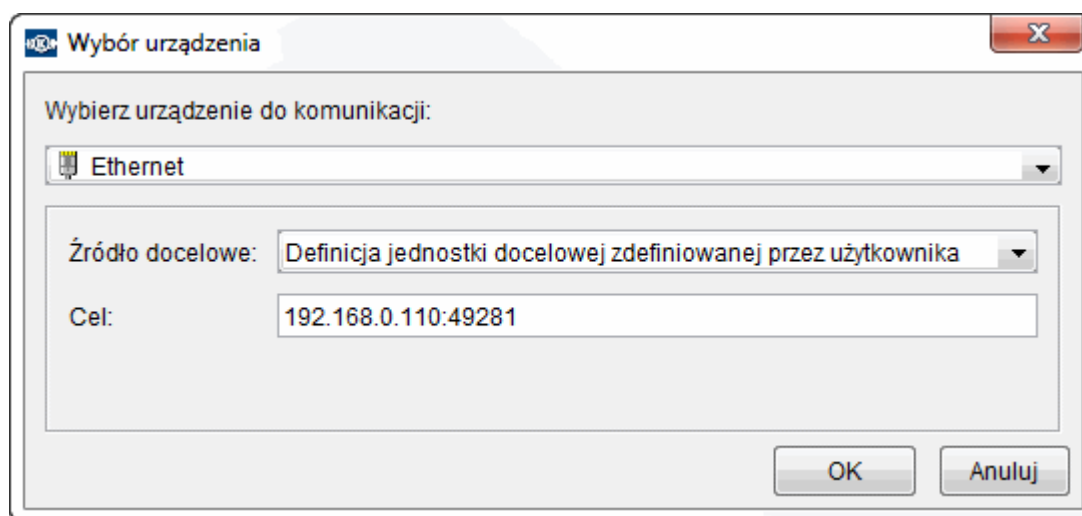 Wybór urządzenia
Wybierz urządzenie do komunikacji:
Ethernet
Źródło docelowe: Definicja jednostki docelowej zdefiniowanej przez użytkownika
Cel: 192.168.0.110:49281
OK Anuluj